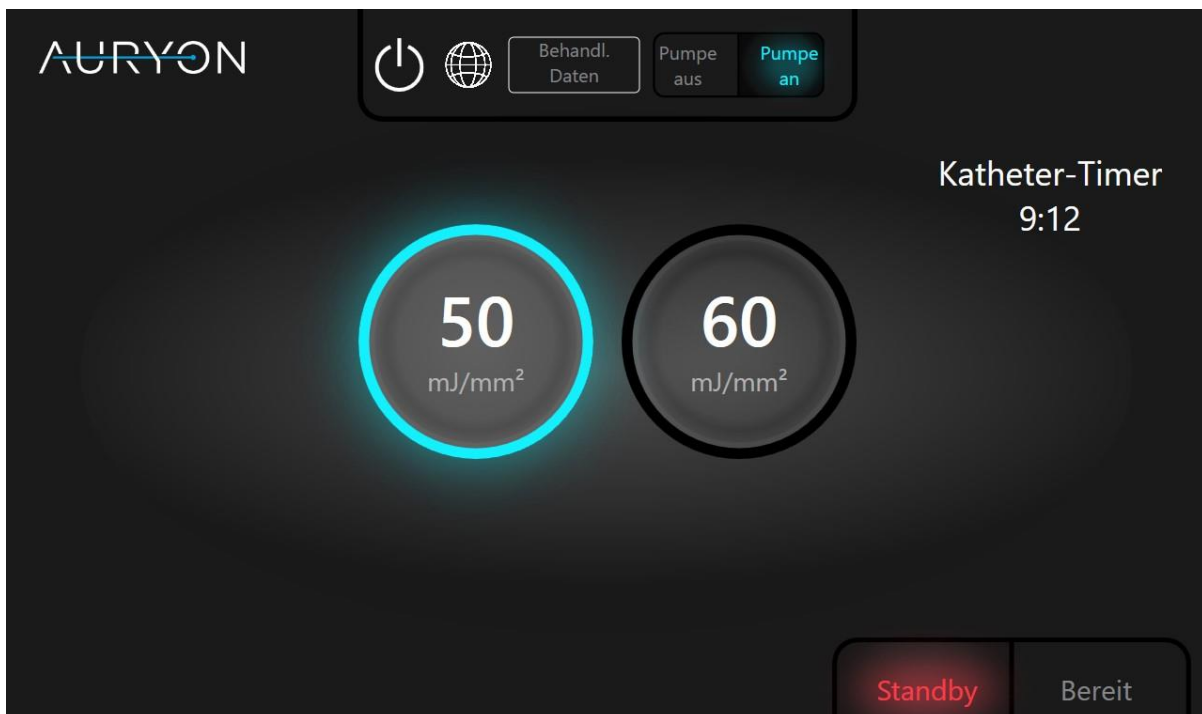 AURYON
Behandl.
Daten
Pumpe
aus
Pumpe
an
Katheter-Timer
9:12
50
mJ/mm²
60
mJ/mm²
Standby
Bereit